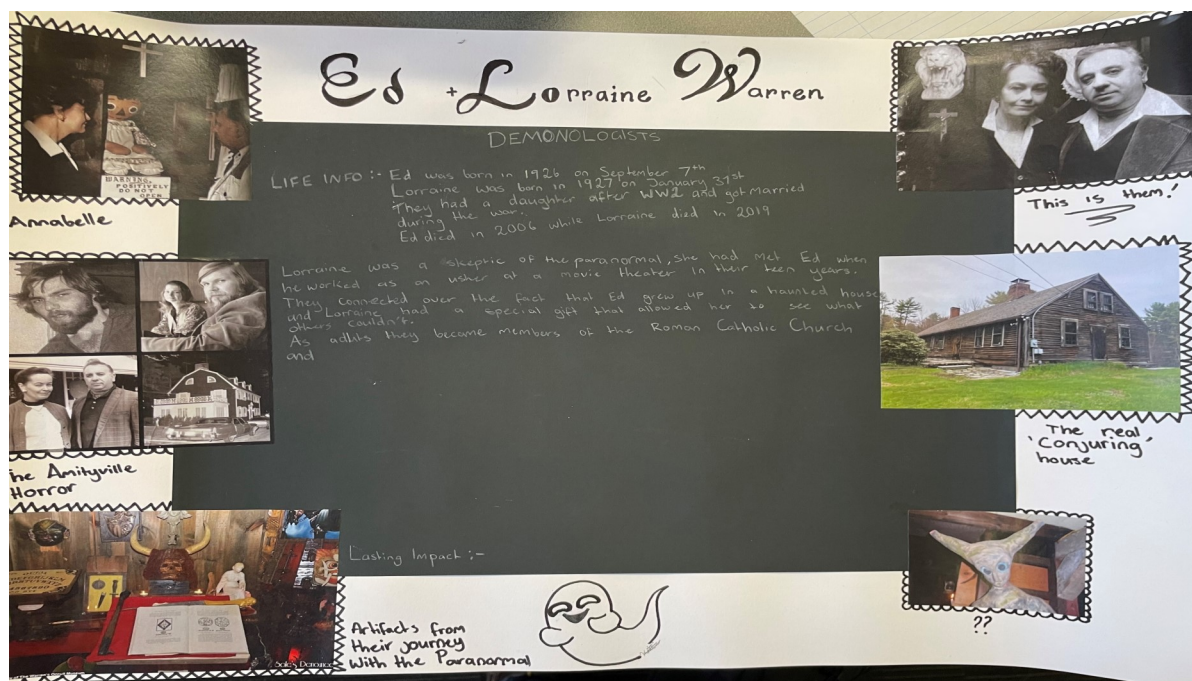 Ed + Lorraine Warren
DEMONOLOGISTS
LIFE INFO :- Ed was born in 1926 on September 7th
Lorraine was born in 1927 on January 31st
They had a daughter after WW2 and got married
during the war.
Ed died in 2006 while Lorraine died in 2019
Lorraine was a skeptic of the paranormal, she had met Ed when
he worked as an usher at a movie theater in their teen years.
They connected over the fact that Ed grew up in a haunted house
and Lorraine had a special gift that allowed her to see what
others couldn't.
As adlts they became members of the Roman Catholic Church
and
Lasting Impact :-
WARNING,
POSITIVELY
DO NOT
OPEN
Annabelle
he Amityville
Horror
Artifacts from
their journey
with the Paranormal
This is them!
The real
'Conjuring'
house
??